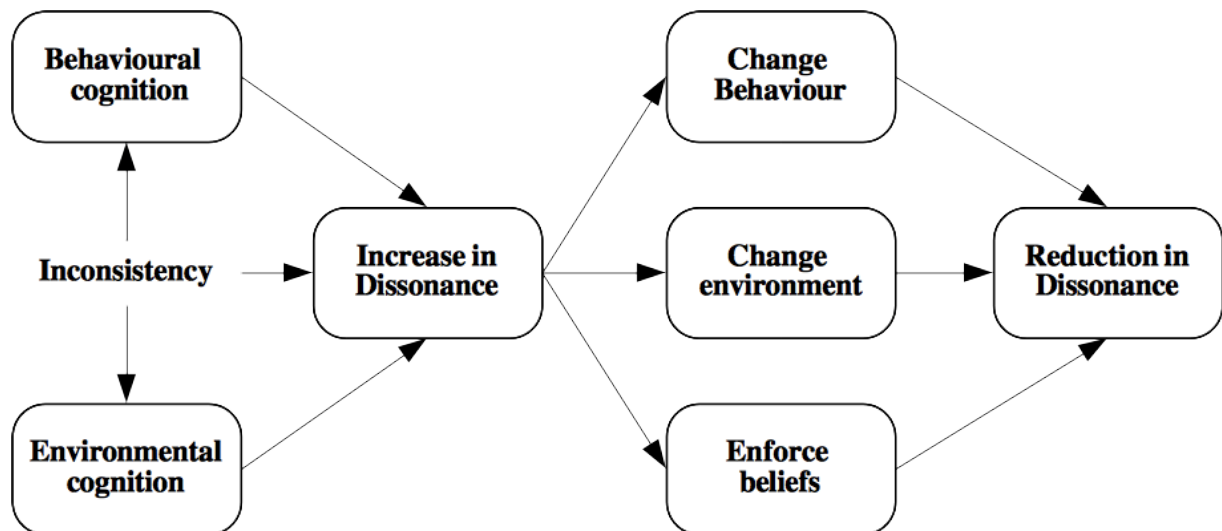 Behavioural
cognition
Inconsistency
Environmental
cognition
Increase in
Dissonance
Change
Behaviour
Change
environment
Enforce
beliefs
Reduction in
Dissonance